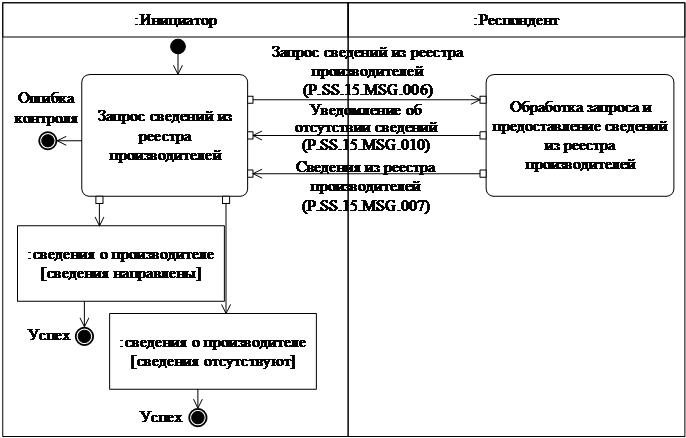 :Инициатор
:Респондент
Запрос сведений из реестра
производителей
(P.SS.15.MSG.006)
Уведомление об
отсутствии сведений
(P.SS.15.MSG.010)
Сведения из реестра
производителей
(P.SS.15.MSG.007)
Ошибка
контроля
Запрос сведений из
реестра
производителей
Обработка запроса и
предоставление сведений
из реестра
производителей
:сведения о производителе
[сведения направлены]
Успех
:сведения о производителе
[сведения отсутствуют]
Успех